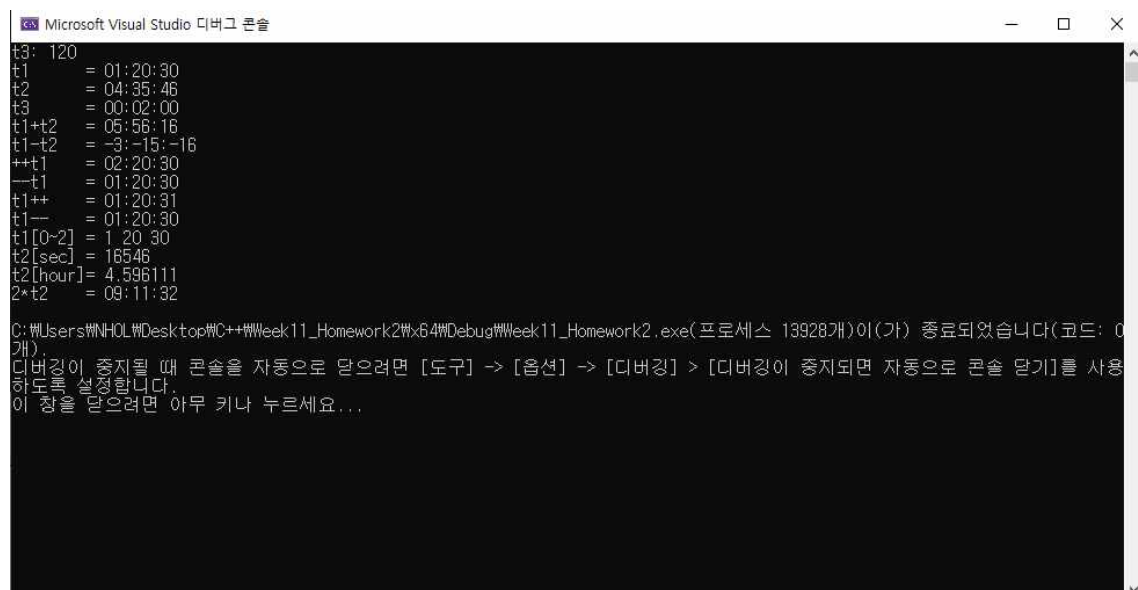 Microsoft Visual Studio 디버그 콘솔
t3: 120
t1      = 01:20:30
t2      = 04:35:46
t3      = 00:02:00
t1+t2   = 05:56:16
t1-t2   = -3:-15:-16
++t1    = 02:20:30
--t1    = 01:20:30
t1++    = 01:20:31
t1--    = 01:20:30
t1[0~2] = 1 20 30
t2[sec] = 16546
t2[hour]= 4.596111
2*t2    = 09:11:32
C:₩Users₩NHOL₩Desktop₩C++₩Week11_Homework2₩x64₩Debug₩Week11_Homework2.exe(프로세스 13928개)이(가) 종료되었습니다(코드: 0
개).
디버깅이 중지될 때 콘솔을 자동으로 닫으려면 [도구] -> [옵션] -> [디버깅] > [디버깅이 중지되면 자동으로 콘솔 닫기]를 사용
하도록 설정합니다.
이 창을 닫으려면 아무 키나 누르세요...